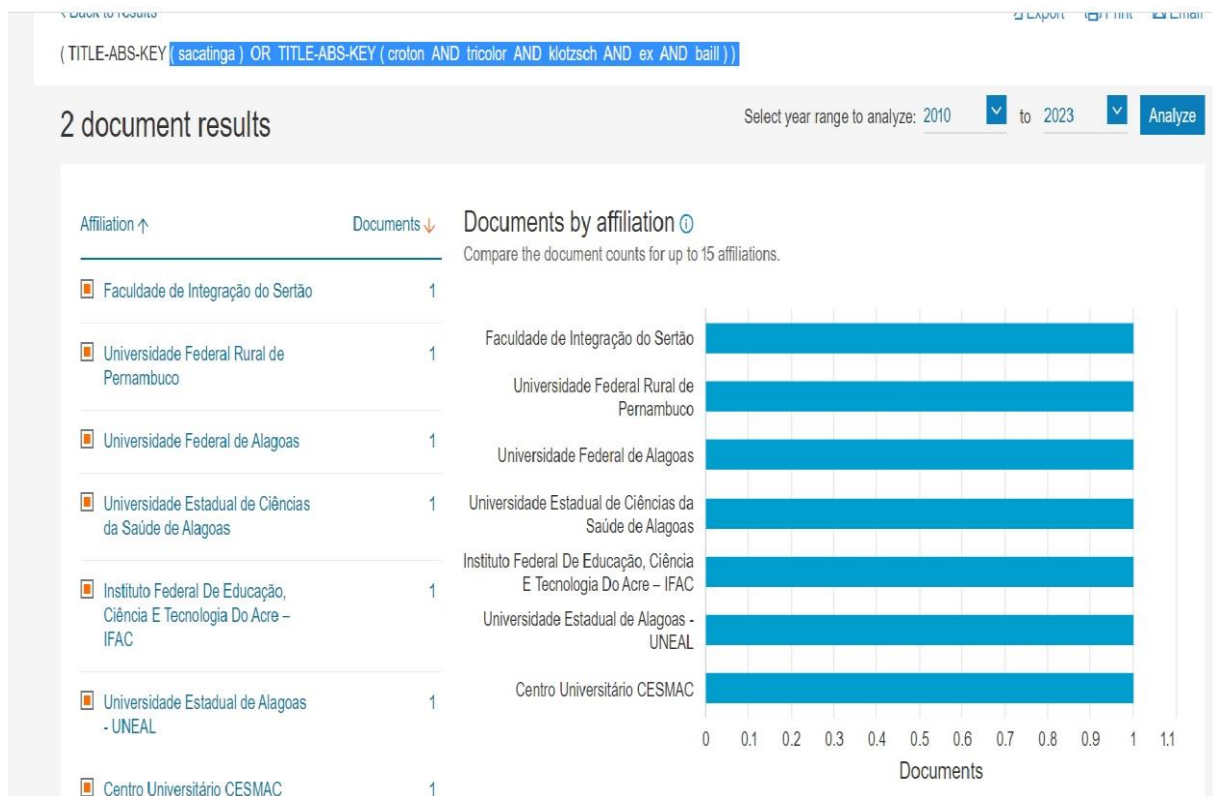 Back to results
Export Print Email
( TITLE-ABS-KEY ( sacatinga ) OR TITLE-ABS-KEY ( croton AND tricolor AND klotzsch AND ex AND baill ) )
2 document results
Select year range to analyze: 2010 to 2023 Analyze
Affiliation ↑ Documents ↓
Faculdade de Integração do Sertão 1
Universidade Federal Rural de 1
Pernambuco
Universidade Federal de Alagoas 1
Universidade Estadual de Ciências 1
da Saúde de Alagoas
Instituto Federal De Educação, 1
Ciência E Tecnologia Do Acre –
IFAC
Universidade Estadual de Alagoas 1
- UNEAL
Centro Universitário CESMAC 1
Documents by affiliation
Compare the document counts for up to 15 affiliations.
Faculdade de Integração do Sertão
Universidade Federal Rural de
Pernambuco
Universidade Federal de Alagoas
Universidade Estadual de Ciências da
Saúde de Alagoas
Instituto Federal De Educação, Ciência
E Tecnologia Do Acre – IFAC
Universidade Estadual de Alagoas -
UNEAL
Centro Universitário CESMAC
0 0.1 0.2 0.3 0.4 0.5 0.6 0.7 0.8 0.9 1 1.1
Documents